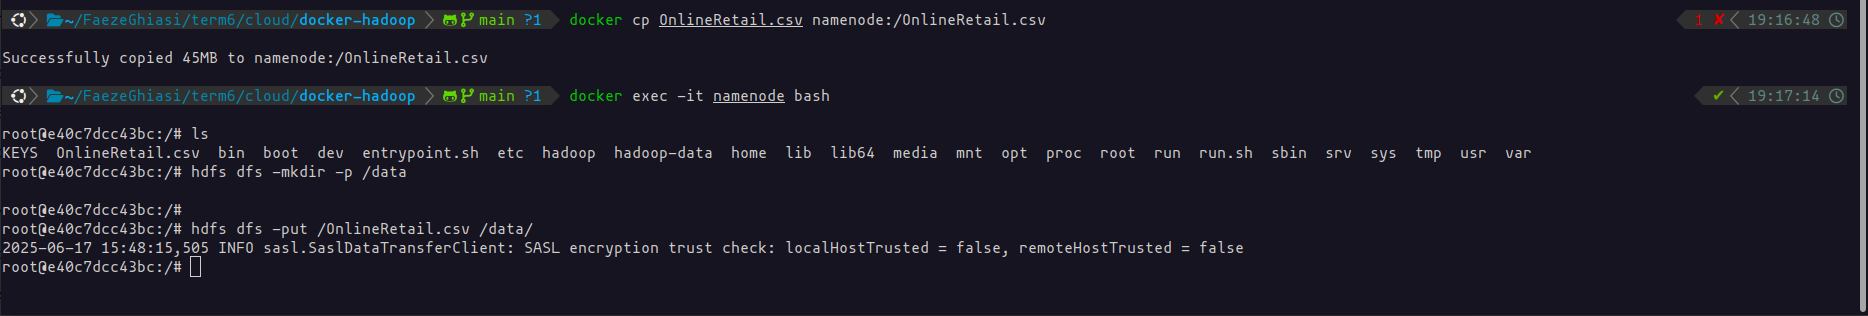 ~/FaezeGhiasi/term6/cloud/docker-hadoop main ?1 docker cp OnlineRetail.csv namenode:/OnlineRetail.csv 1 ✘ 19:16:48
Successfully copied 45MB to namenode:/OnlineRetail.csv
~/FaezeGhiasi/term6/cloud/docker-hadoop main ?1 docker exec -it namenode bash ✔ 19:17:14
root@e40c7dcc43bc:/# ls
KEYS OnlineRetail.csv bin boot dev entrypoint.sh etc hadoop hadoop-data home lib lib64 media mnt opt proc root run run.sh sbin srv sys tmp usr var
root@e40c7dcc43bc:/# hdfs dfs -mkdir -p /data
root@e40c7dcc43bc:/#
root@e40c7dcc43bc:/# hdfs dfs -put /OnlineRetail.csv /data/
2025-06-17 15:48:15,505 INFO sasl.SaslDataTransferClient: SASL encryption trust check: localHostTrusted = false, remoteHostTrusted = false
root@e40c7dcc43bc:/#